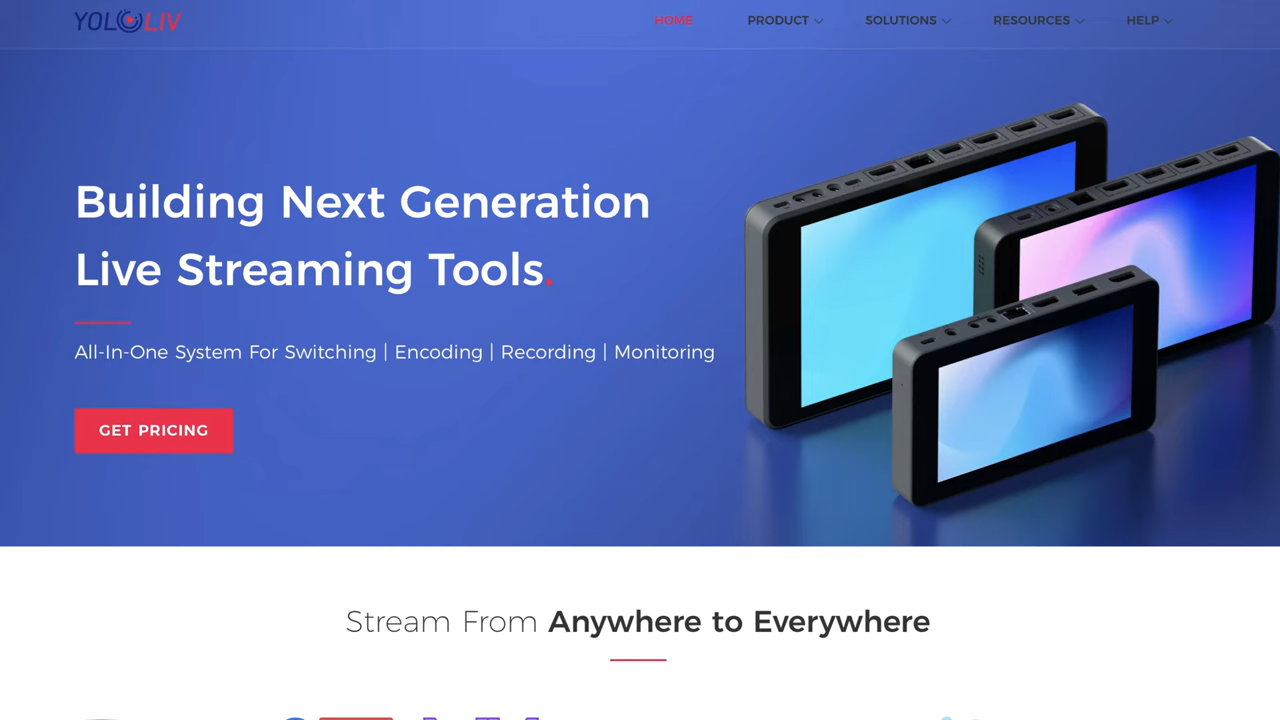 YOLOLIV
HOME
PRODUCT
SOLUTIONS
RESOURCES
HELP
Building Next Generation
Live Streaming Tools.
All-In-One System For Switching | Encoding | Recording | Monitoring
GET PRICING
Stream From Anywhere to Everywhere